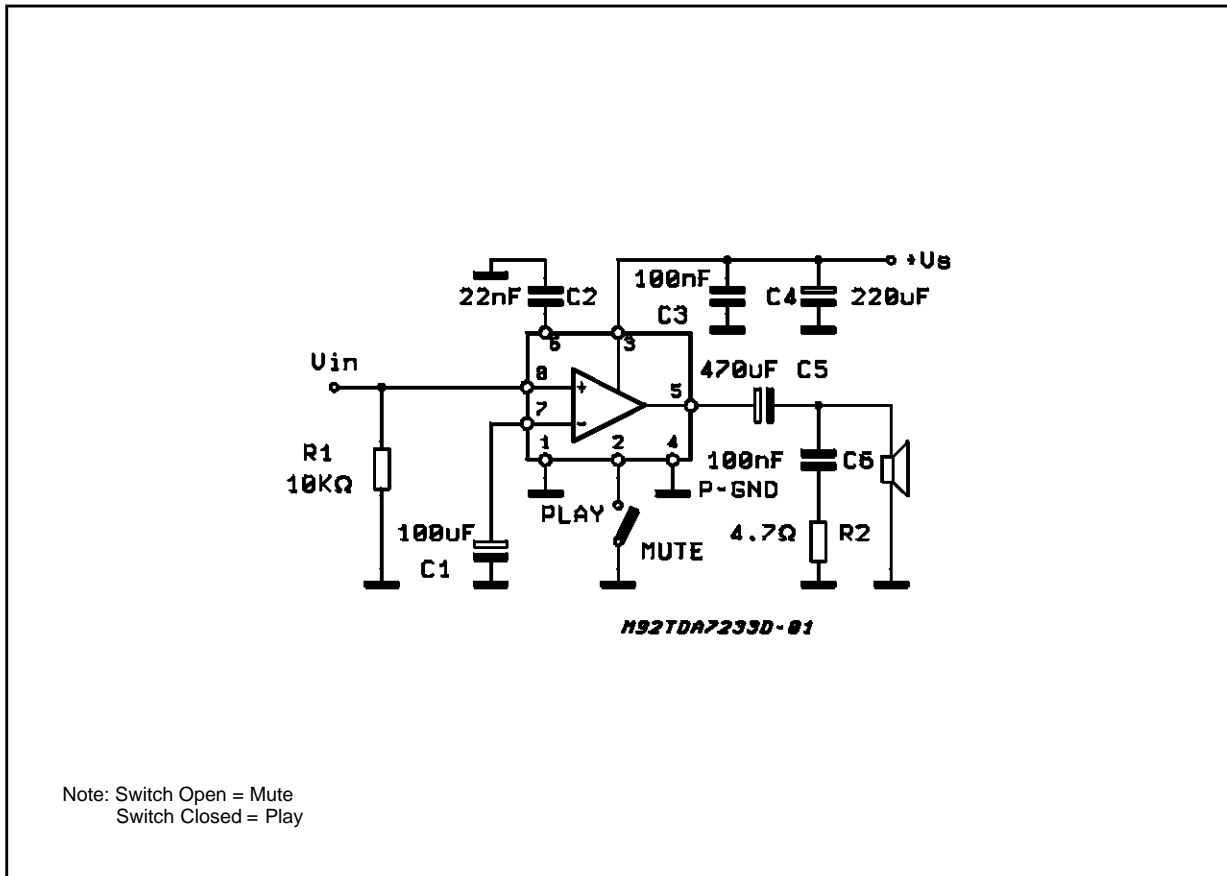 +Vs
100nF
22nF C2 C4 220uF
C3
6 3
Vin
8 + 470uF C5
5
7 -
R1 1 2 4
10KΩ 100nF C6
P-GND
PLAY
100uF 4.7Ω R2
C1 MUTE
M92TDA7233D-01
Note: Switch Open = Mute
Switch Closed = Play